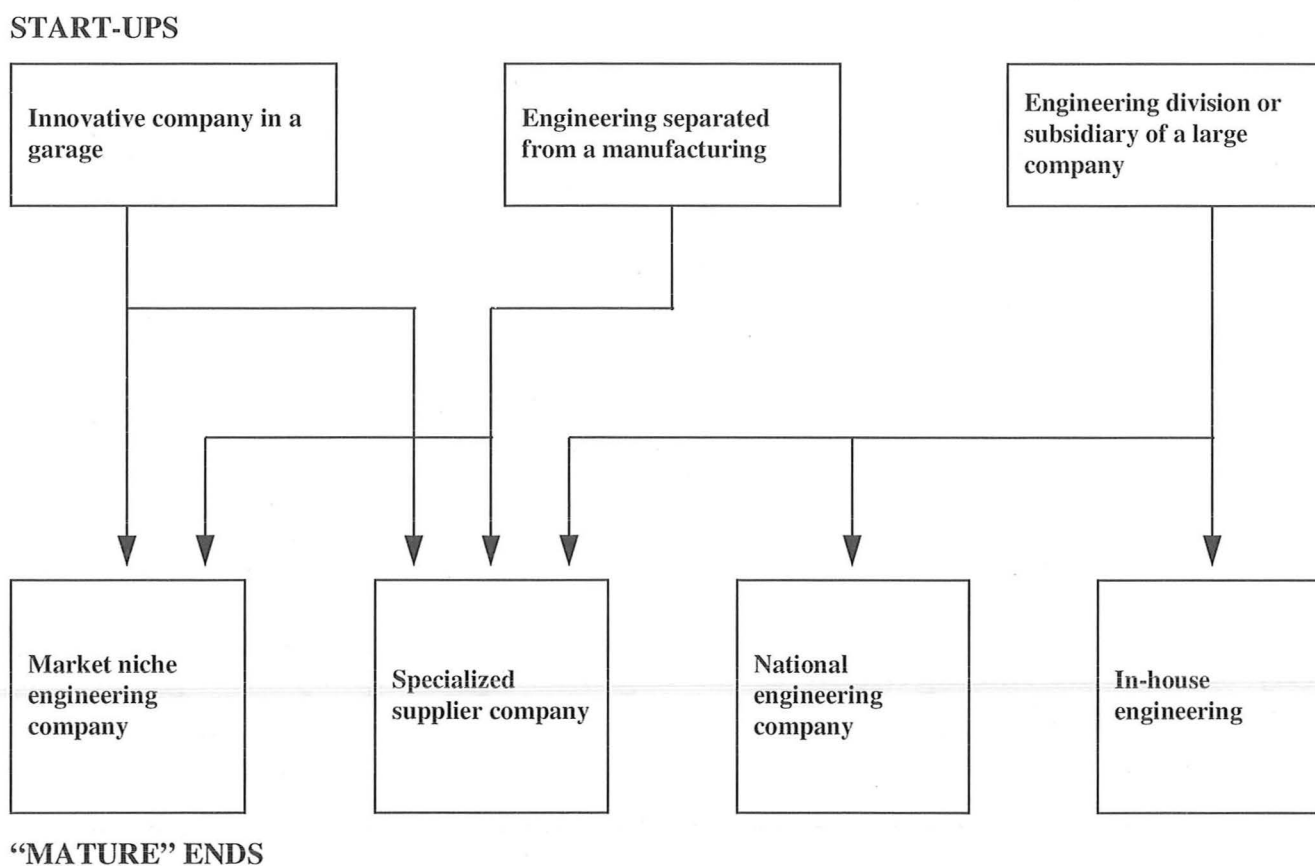 START-UPS
Innovative company in a
garage
Engineering separated
from a manufacturing
Engineering division or
subsidiary of a large
company
Market niche
engineering
company
Specialized
supplier company
National
engineering
company
In-house
engineering
“MATURE” ENDS